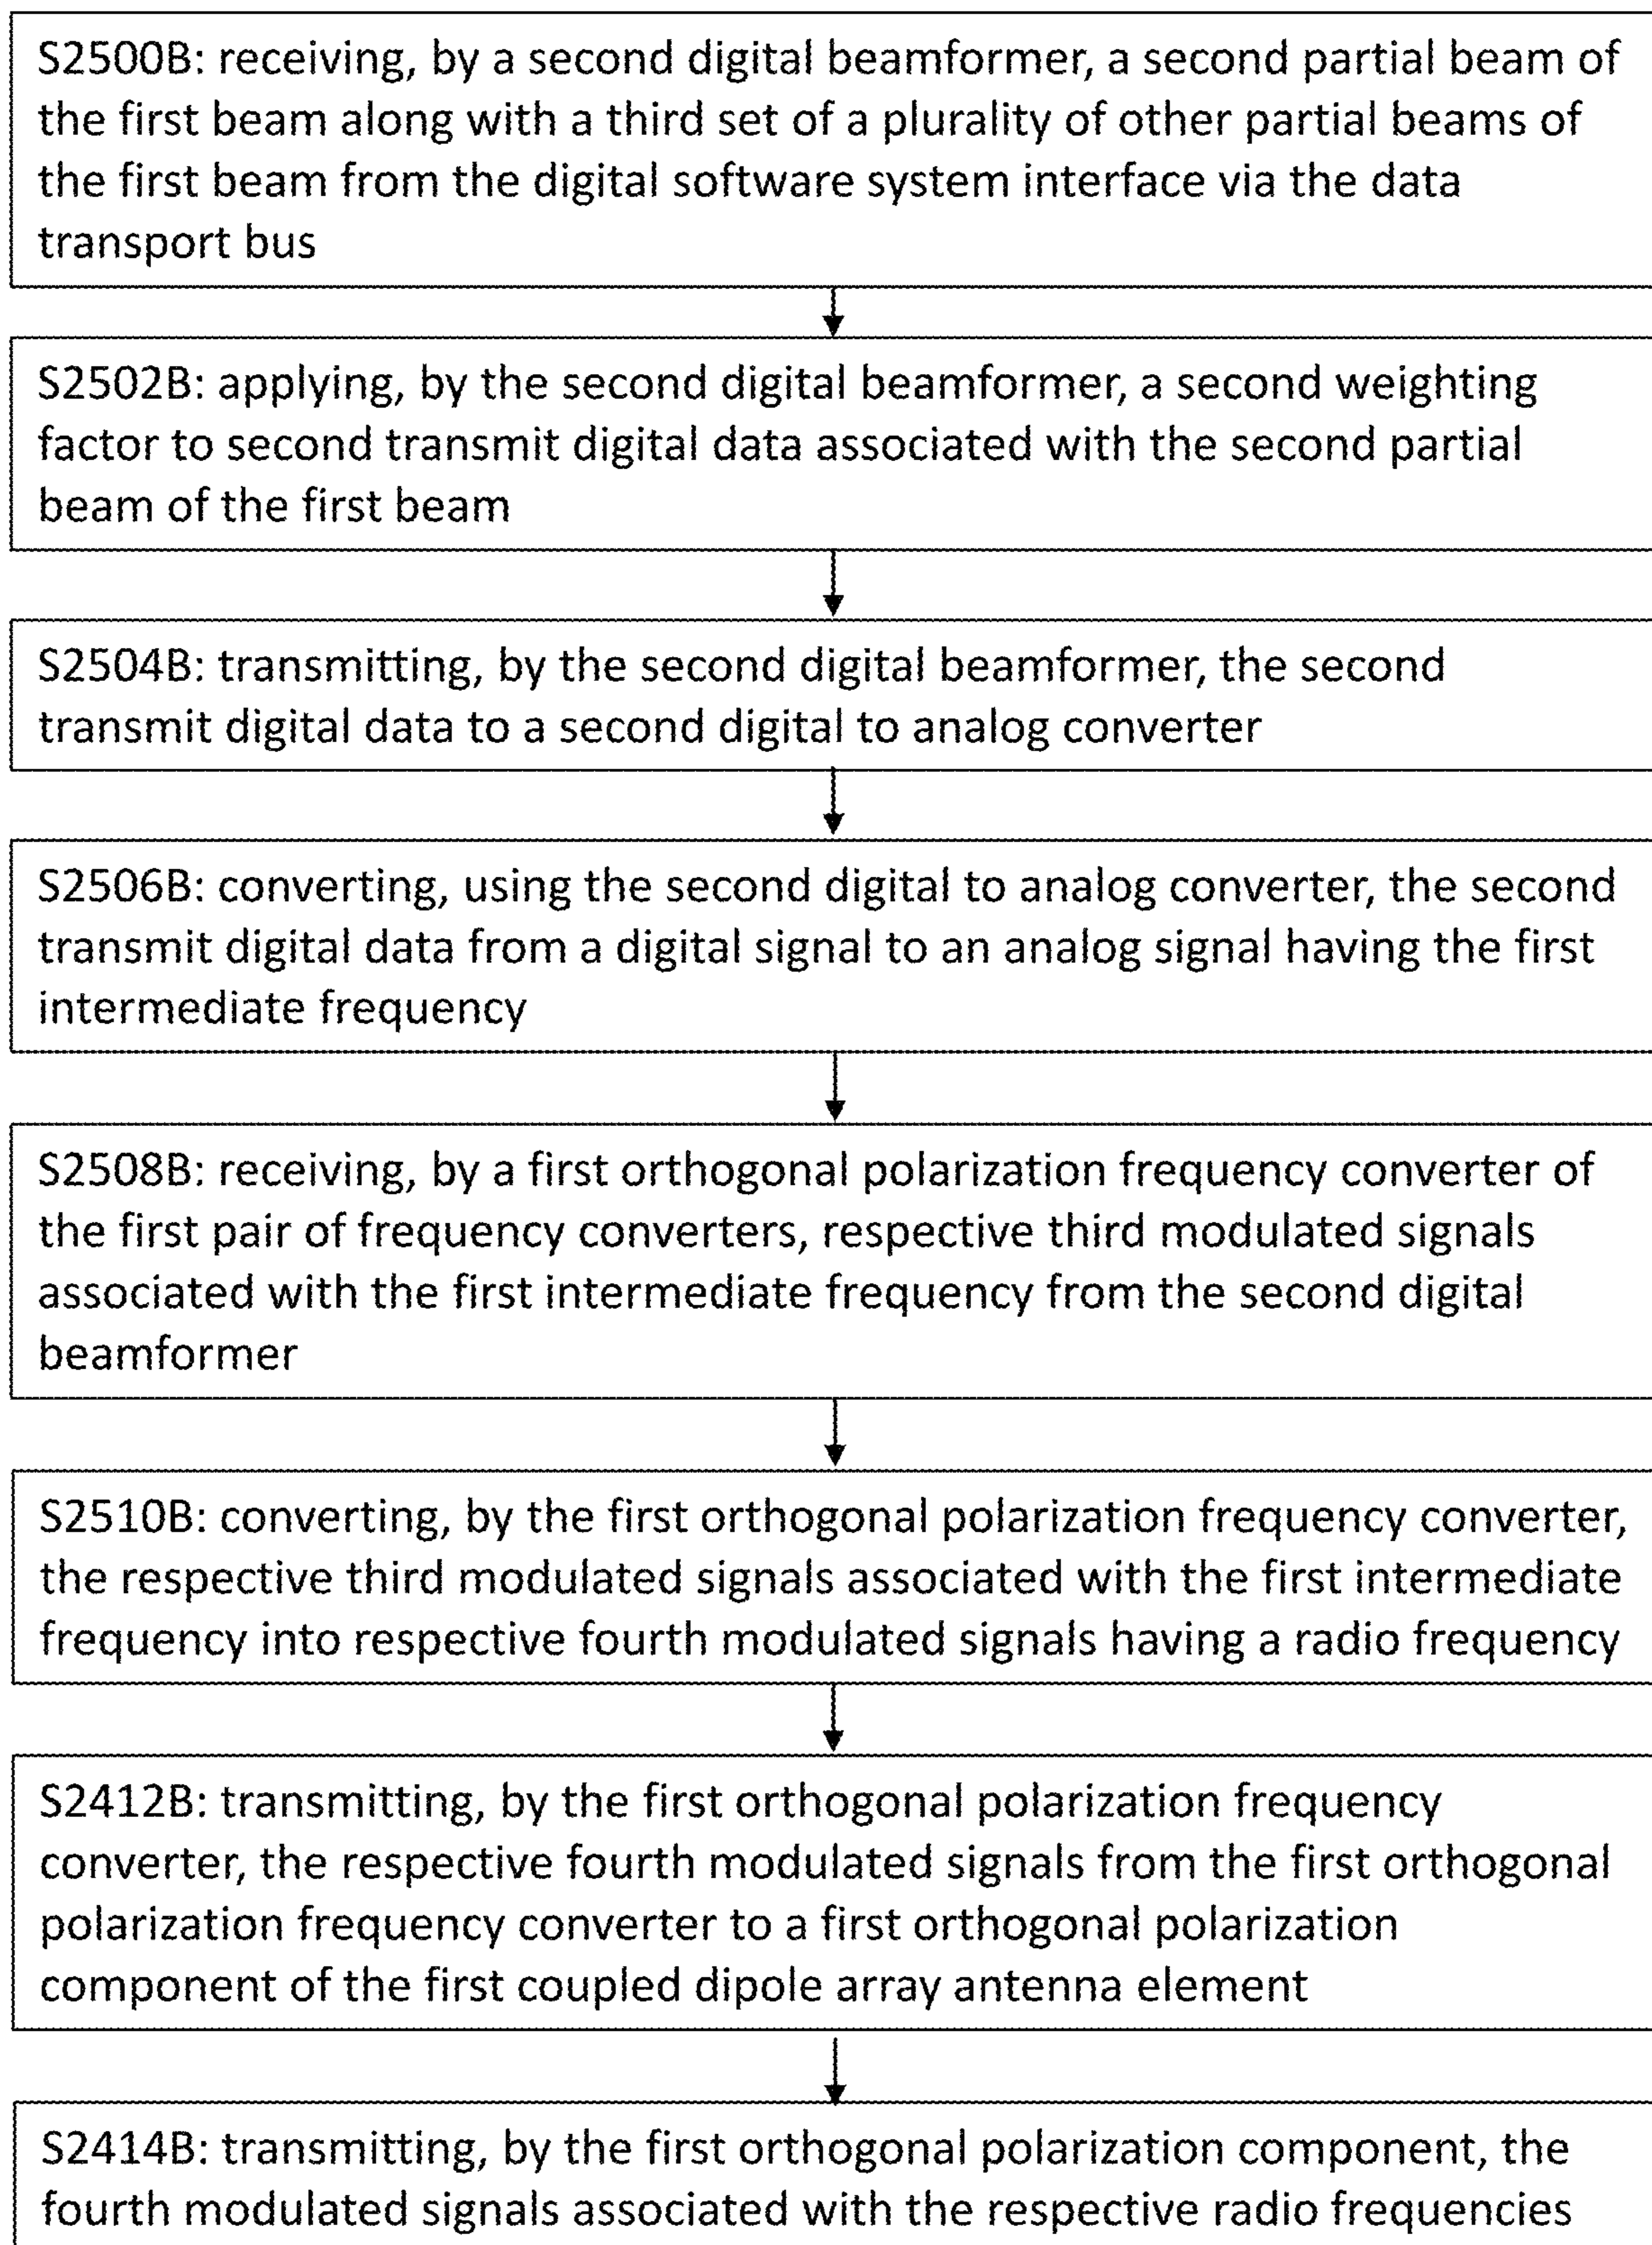 S2500B: receiving, by a second digital beamformer, a second partial beam of
the first beam along with a third set of a plurality of other partial beams of
the first beam from the digital software system interface via the data
transport bus
S2502B: applying, by the second digital beamformer, a second weighting
factor to second transmit digital data associated with the second partial
beam of the first beam
S2504B: transmitting, by the second digital beamformer, the second
transmit digital data to a second digital to analog converter
S2506B: converting, using the second digital to analog converter, the second
transmit digital data from a digital signal to an analog signal having the first
intermediate frequency
S2508B: receiving, by a first orthogonal polarization frequency converter of
the first pair of frequency converters, respective third modulated signals
associated with the first intermediate frequency from the second digital
beamformer
S2510B: converting, by the first orthogonal polarization frequency converter,
the respective third modulated signals associated with the first intermediate
frequency into respective fourth modulated signals having a radio frequency
S2412B: transmitting, by the first orthogonal polarization frequency
converter, the respective fourth modulated signals from the first orthogonal
polarization frequency converter to a first orthogonal polarization
component of the first coupled dipole array antenna element
S2414B: transmitting, by the first orthogonal polarization component, the
fourth modulated signals associated with the respective radio frequencies